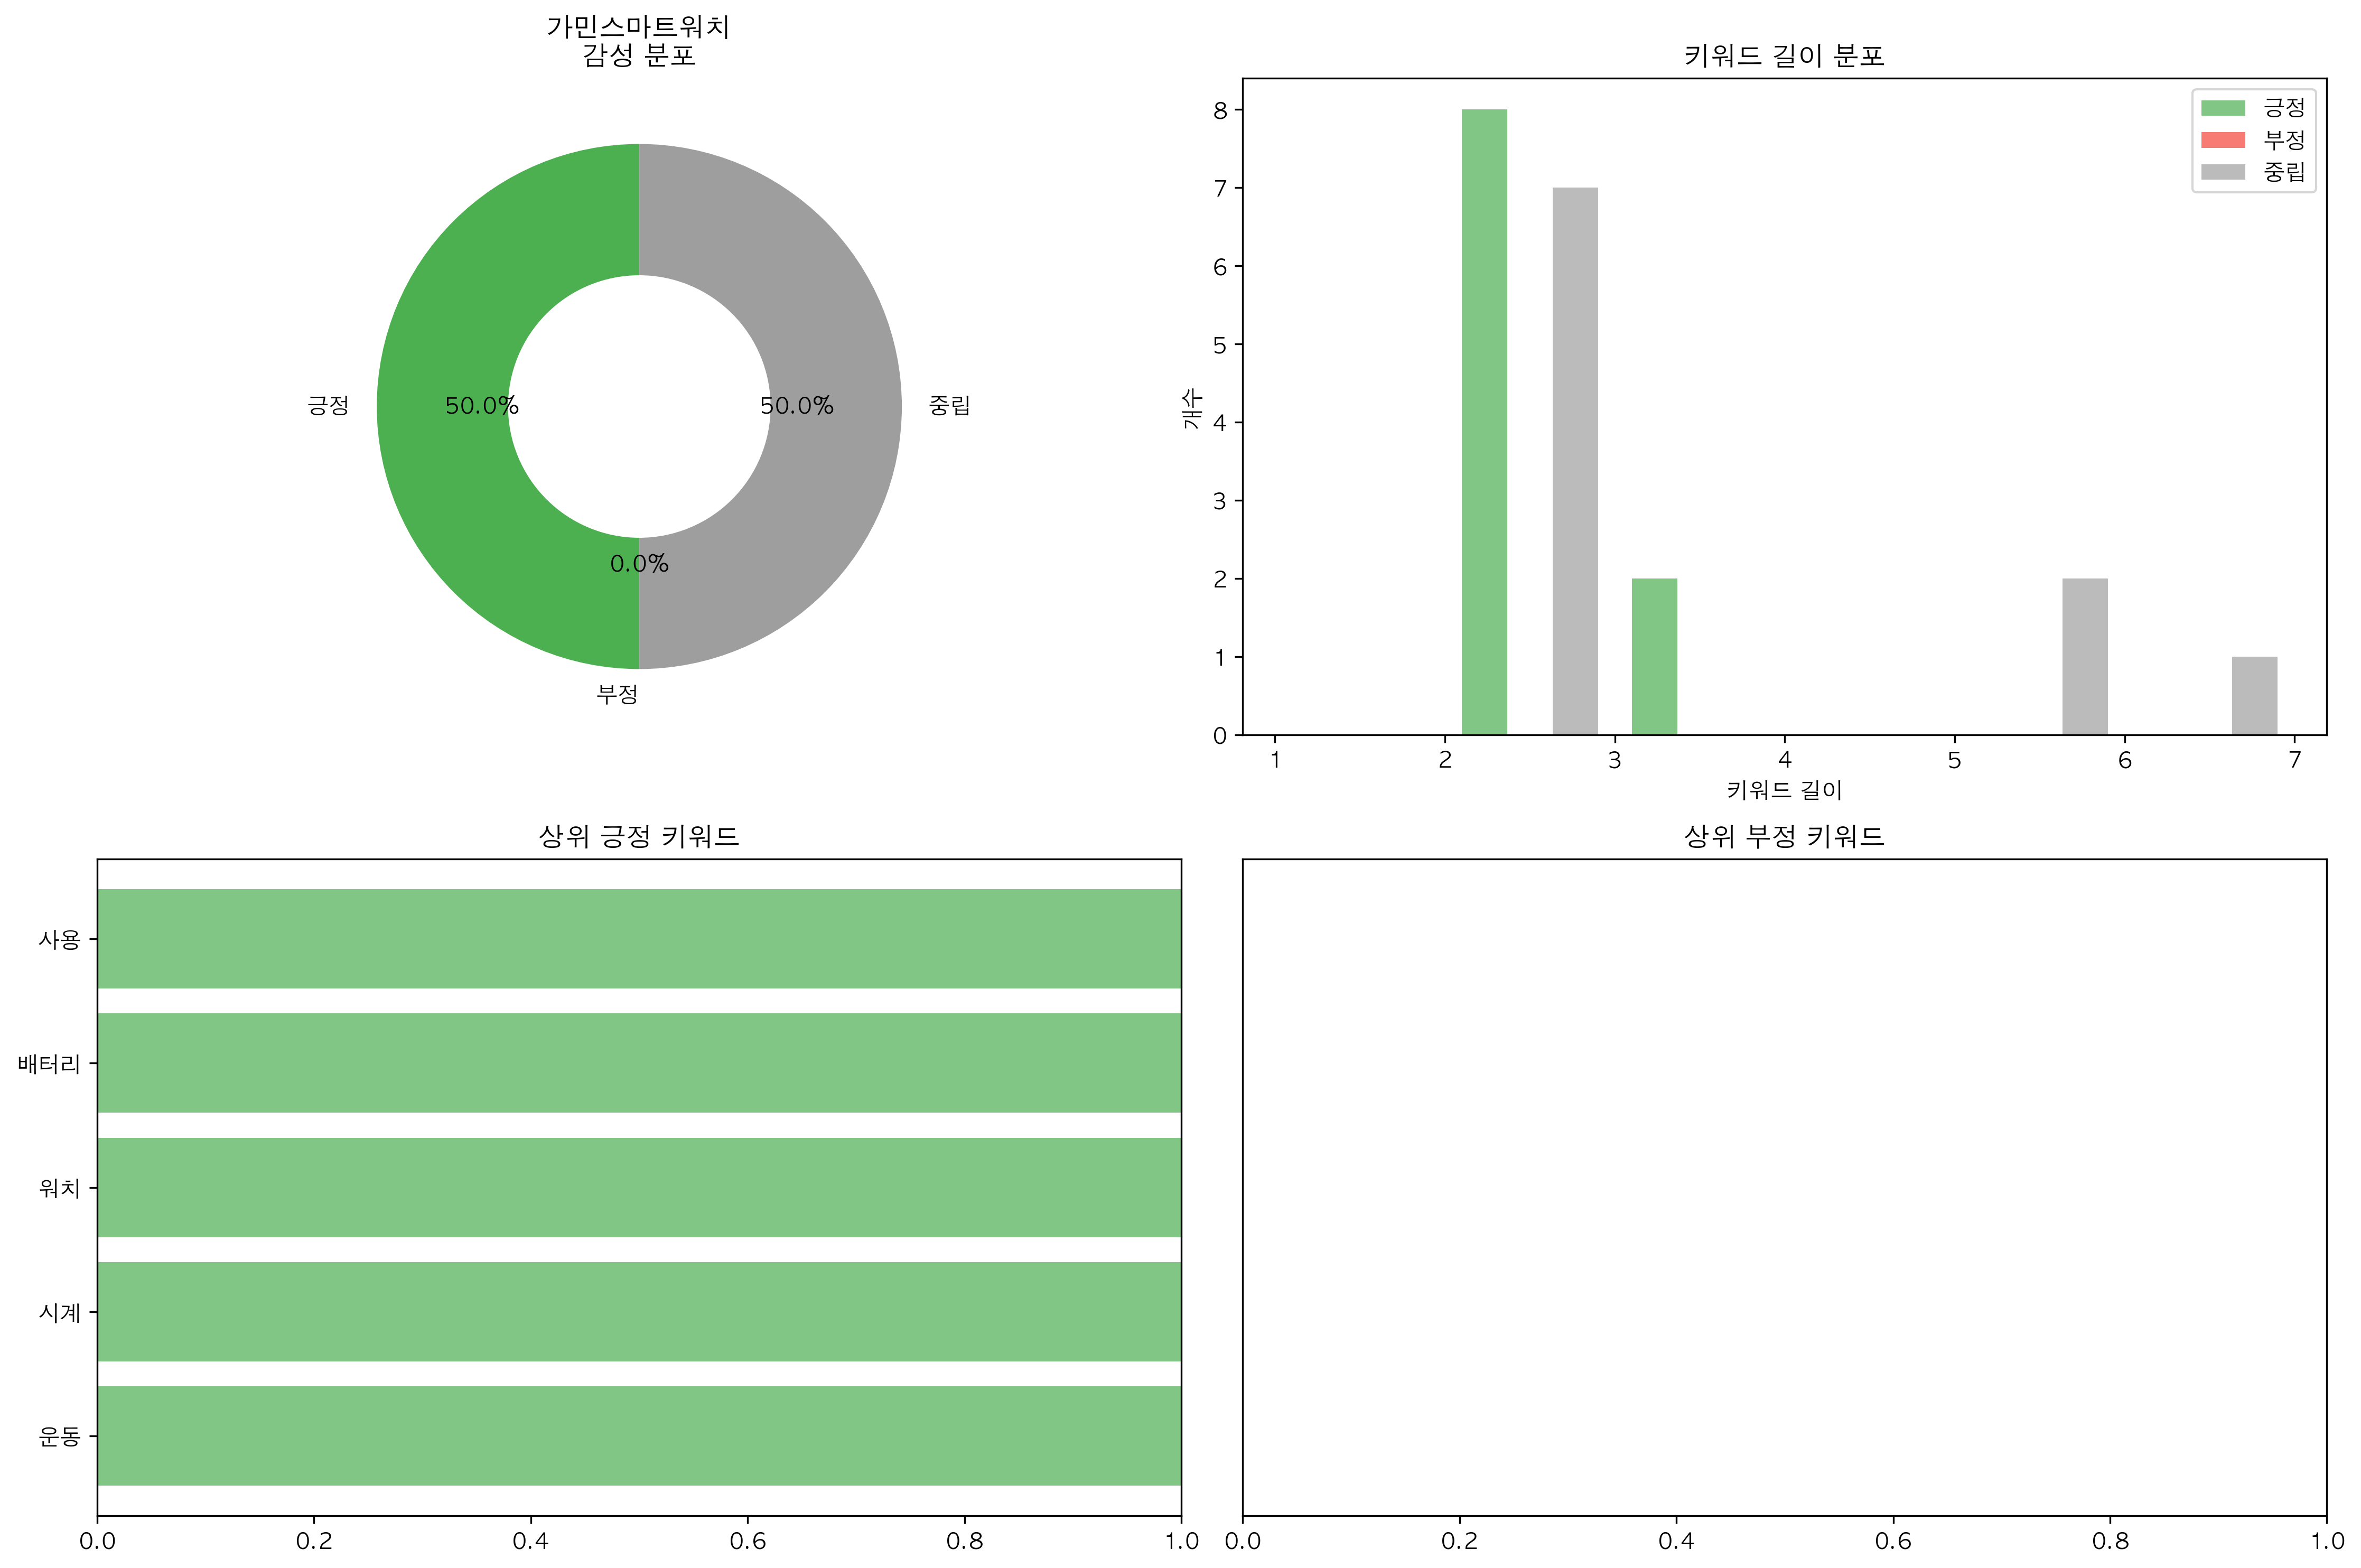 가민스마트워치
감성 분포
긍정
50.0%
50.0%
중립
0.0%
부정
키워드 길이 분포
긍정
부정
중립
개수
8
7
6
5
4
3
2
1
0
1 2 3 4 5 6 7
키워드 길이
상위 긍정 키워드
사용
배터리
워치
시계
운동
0.0 0.2 0.4 0.6 0.8 1.0
상위 부정 키워드
0.0 0.2 0.4 0.6 0.8 1.0